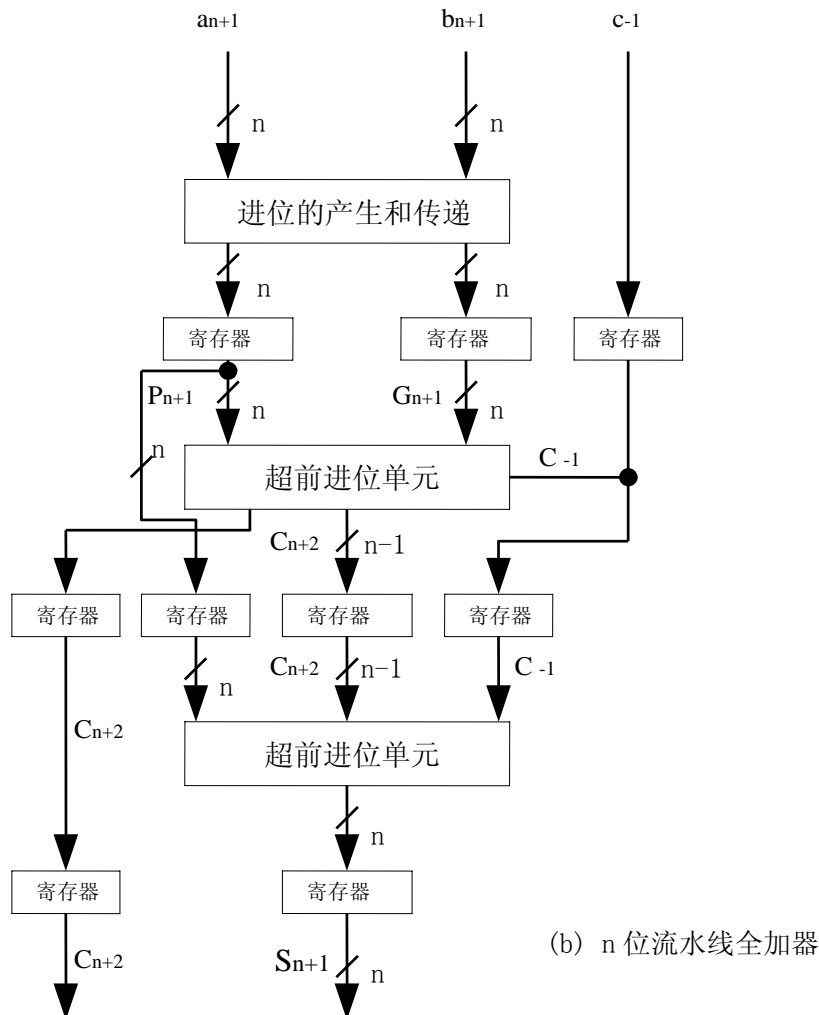 an+1 bn+1 c-1
n n
进位的产生和传递
n n
寄存器 寄存器 寄存器
Pn+1 n Gn+1 n
n 超前进位单元 C -1
Cn+2 n-1
寄存器 寄存器 寄存器 寄存器
n Cn+2 n-1 C -1
Cn+2 超前进位单元
n
寄存器 寄存器
Cn+2 Sn+1 n (b) n 位流水线全加器